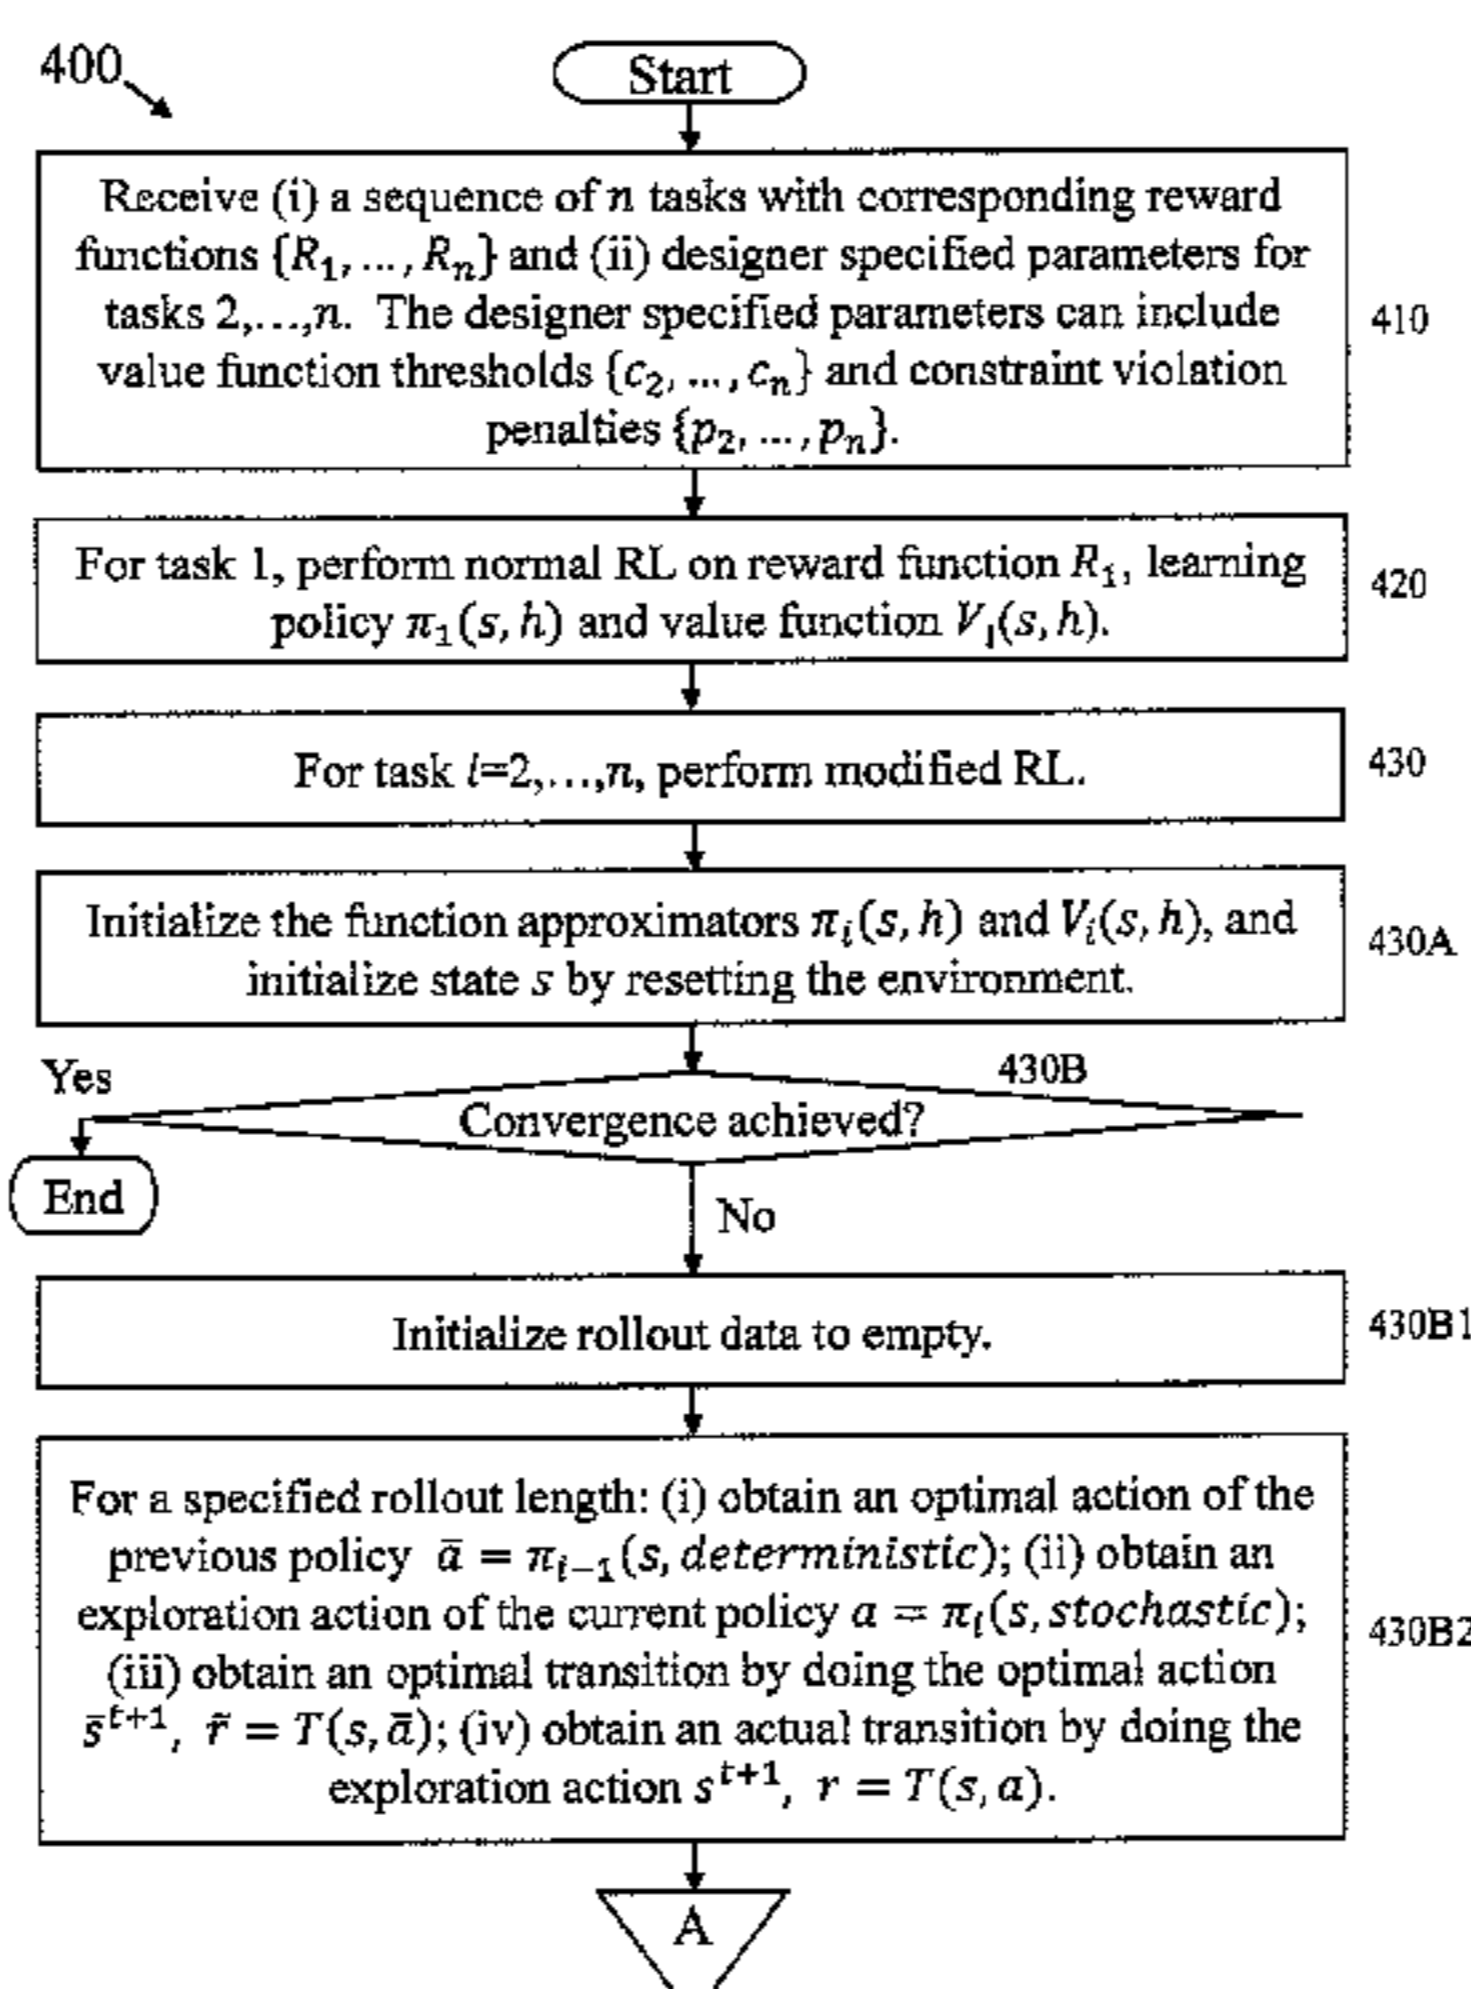 400
Start
Receive (i) a sequence of n tasks with corresponding reward
functions {R₁, ..., Rₙ} and (ii) designer specified parameters for
tasks 2,...,n. The designer specified parameters can include
value function thresholds {c₂, ..., cₙ} and constraint violation
penalties {p₂, ..., pₙ}.
410
For task 1, perform normal RL on reward function R₁, learning
policy π₁(s, h) and value function V₁(s, h).
420
For task i=2,...,n, perform modified RL.
430
Initialize the function approximators πᵢ(s, h) and Vᵢ(s, h), and
initialize state s by resetting the environment.
430A
Yes
430B
Convergence achieved?
End
No
Initialize rollout data to empty.
430B1
For a specified rollout length: (i) obtain an optimal action of the
previous policy ā = πᵢ₋₁(s, deterministic); (ii) obtain an
exploration action of the current policy a = πᵢ(s, stochastic);
(iii) obtain an optimal transition by doing the optimal action
s̄ᵗ⁺¹, r̄ = T(s, ā); (iv) obtain an actual transition by doing the
exploration action sᵗ⁺¹, r = T(s, a).
430B2
A